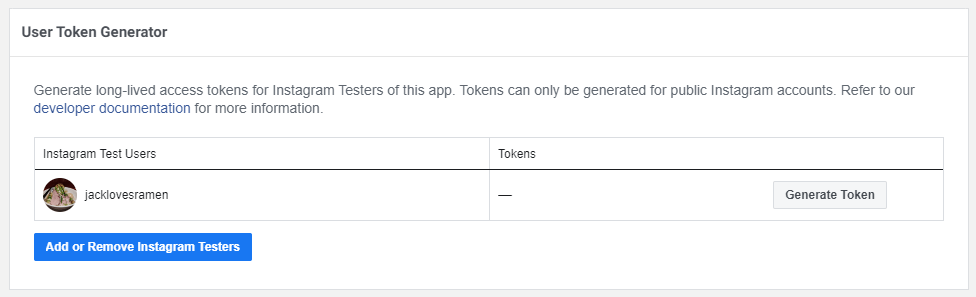 User Token Generator
Generate long-lived access tokens for Instagram Testers of this app. Tokens can only be generated for public Instagram accounts. Refer to our
developer documentation for more information.
Instagram Test Users Tokens
jacklovesramen — Generate Token
Add or Remove Instagram Testers